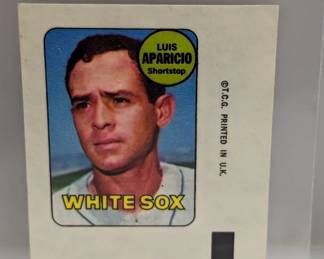 LUIS
APARICIO
Shortstop
WHITE SOX
©T.C.G. PRINTED IN U.K.